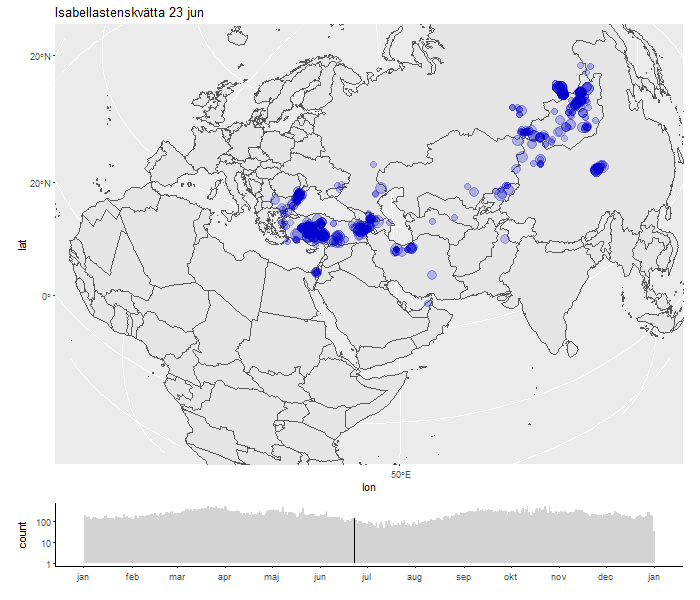 Isabellastenskvätta 23 jun
20°N
20°N
0°
lat
50°E
lon
count
100
10
1
jan feb mar apr maj jun jul aug sep okt nov dec jan